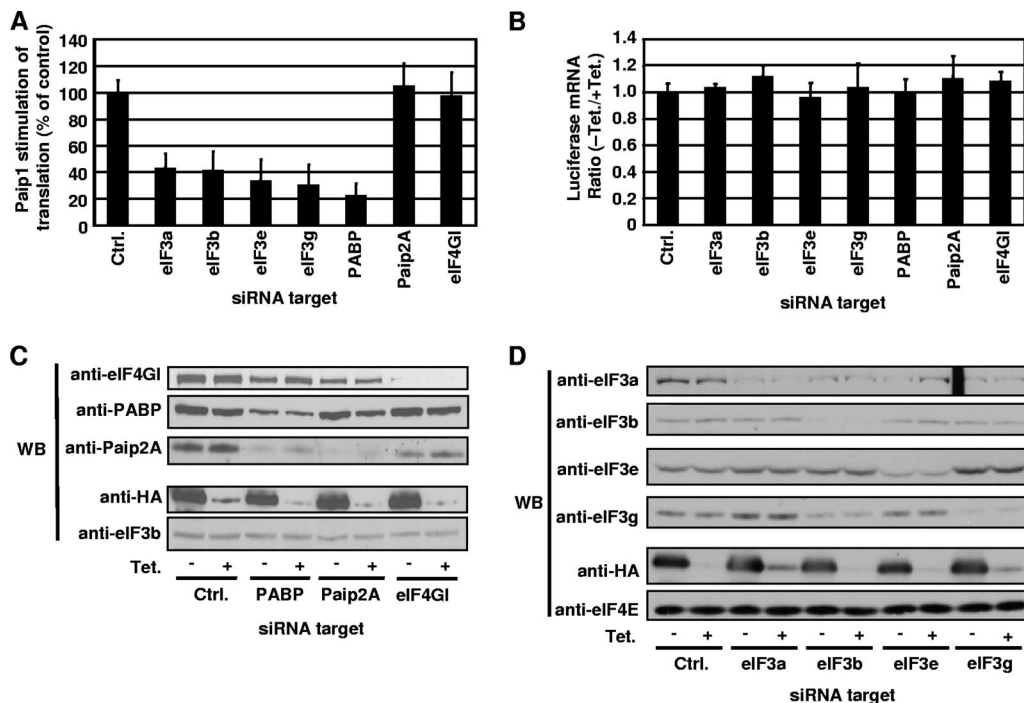 A
Paip1 stimulation of
translation (% of control)
140
120
100
80
60
40
20
0
Ctrl.
eIF3a
eIF3b
eIF3e
eIF3g
PABP
Paip2A
eIF4GI
siRNA target
B
Luciferase mRNA
Ratio (–Tet./+Tet.)
1.4
1.2
1.0
0.8
0.6
0.4
0.2
0
Ctrl.
eIF3a
eIF3b
eIF3e
eIF3g
PABP
Paip2A
eIF4GI
siRNA target
C
WB
anti-eIF4GI
anti-PABP
anti-Paip2A
anti-HA
anti-eIF3b
Tet. - + - + - + - +
Ctrl. PABP Paip2A eIF4GI
siRNA target
D
WB
anti-eIF3a
anti-eIF3b
anti-eIF3e
anti-eIF3g
anti-HA
anti-eIF4E
Tet. - + - + - + - + - +
Ctrl. eIF3a eIF3b eIF3e eIF3g
siRNA target